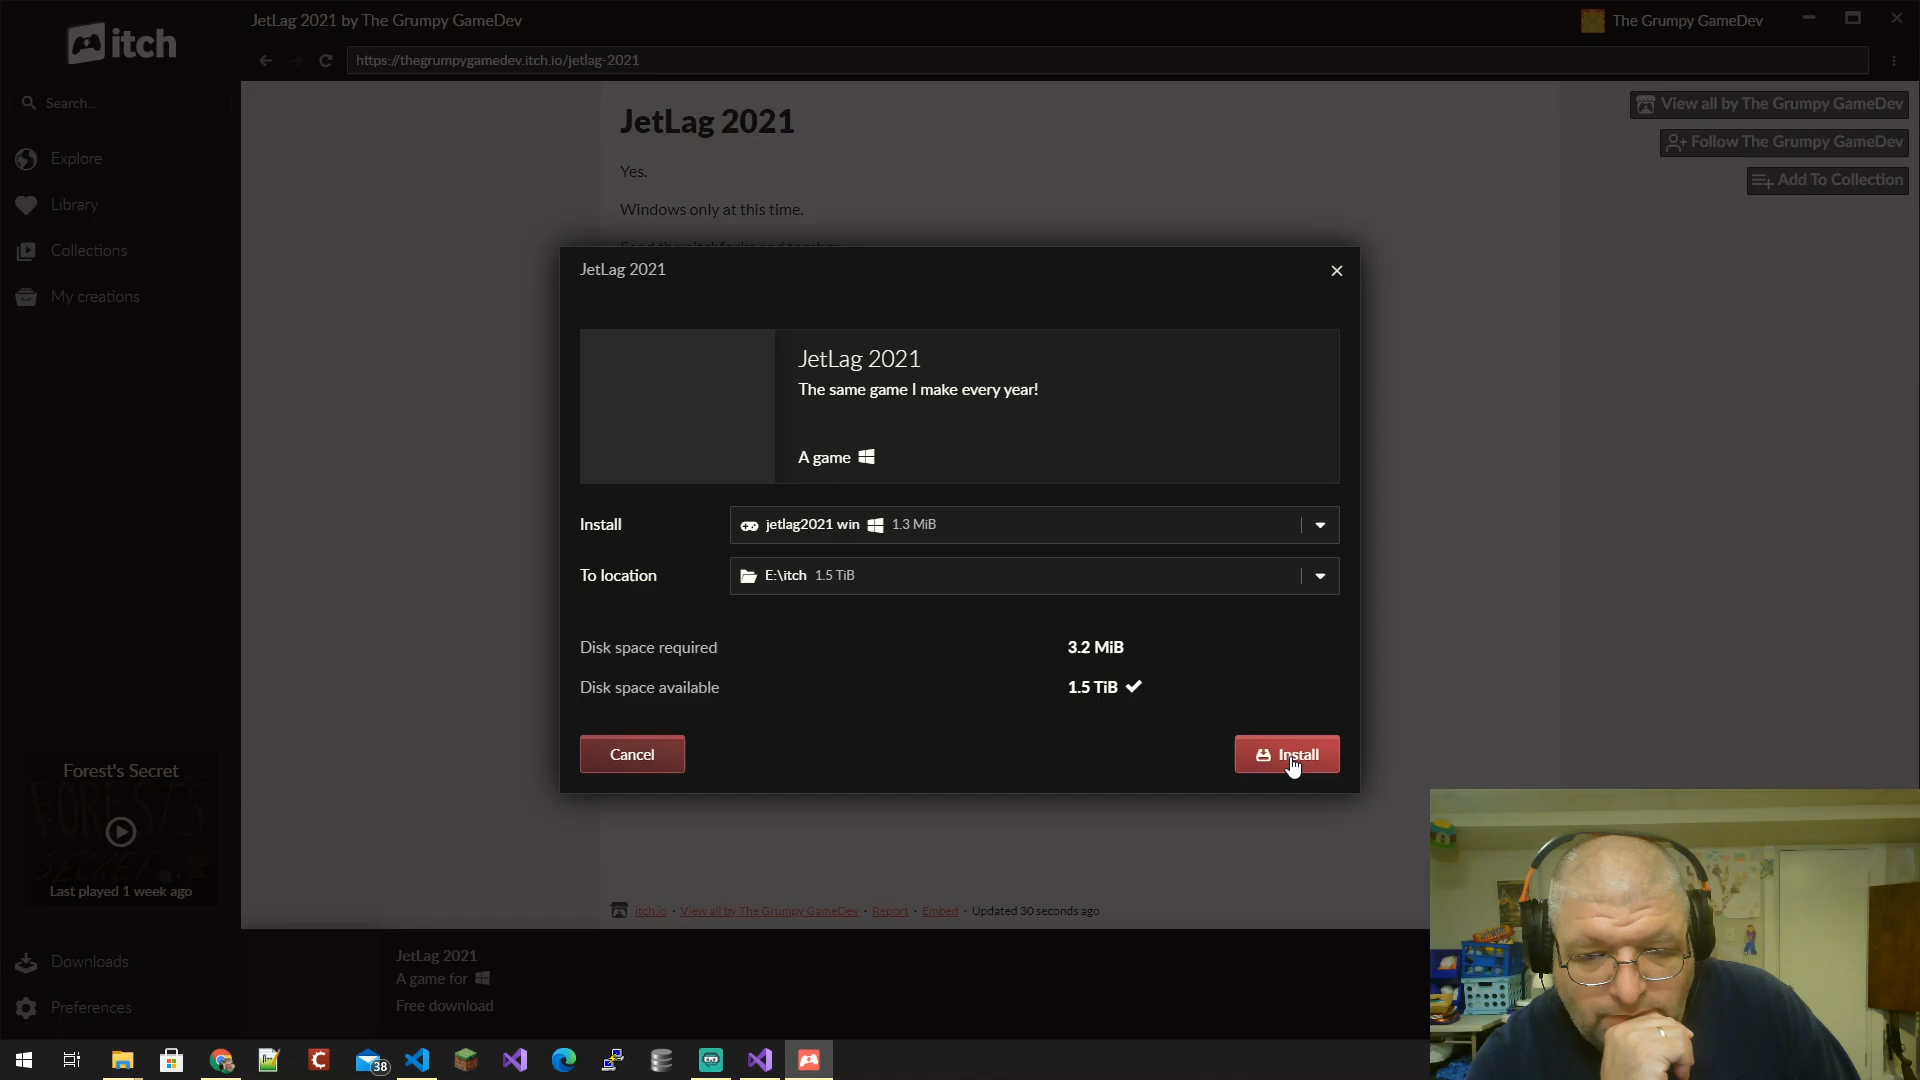 itch
JetLag 2021 by The Grumpy GameDev
The Grumpy GameDev
https://thegrumpygamedev.itch.io/jetlag-2021
Search...
Explore
Library
Collections
My creations
JetLag 2021
Yes.
Windows only at this time.
View all by The Grumpy GameDev
Follow The Grumpy GameDev
Add To Collection
JetLag 2021
JetLag 2021
The same game I make every year!
A game
Install
jetlag2021 win 1.3 MiB
To location
E:\itch 1.5 TiB
Disk space required
3.2 MiB
Disk space available
1.5 TiB
Cancel
Install
Forest's Secret
FORESTS
SECRET
Last played 1 week ago
itch.io · View all by The Grumpy GameDev · Report · Embed · Updated 30 seconds ago
Downloads
Preferences
JetLag 2021
A game for
Free download
38